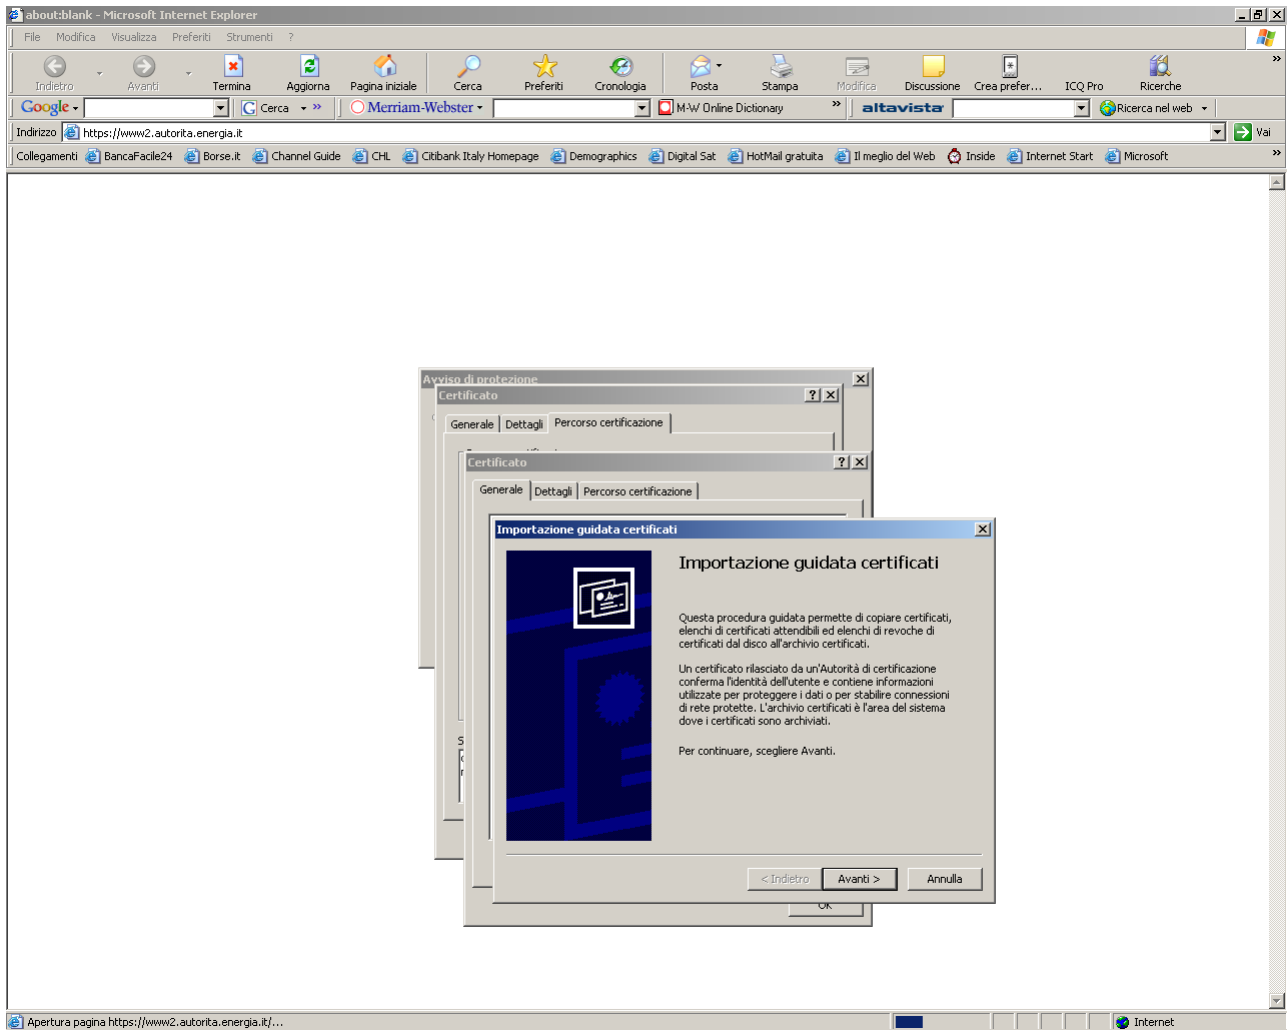 about:blank - Microsoft Internet Explorer
File Modifica Visualizza Preferiti Strumenti ?
Indietro Avanti Termina Aggiorna Pagina iniziale Cerca Preferiti Cronologia Posta Stampa Modifica Discussione Crea prefer... ICQ Pro Ricerche »
Google Cerca » Merriam-Webster M-W Online Dictionary » altavista Ricerca nel web
Indirizzo https://www2.autorita.energia.it Vai
Collegamenti BancaFacile24 Borse.it Channel Guide CHL Citibank Italy Homepage Demographics Digital Sat HotMail gratuita Il meglio del Web Inside Internet Start Microsoft »
Avviso di protezione
Certificato
Generale Dettagli Percorso certificazione
Certificato
Generale Dettagli Percorso certificazione
Importazione guidata certificati
Importazione guidata certificati
Questa procedura guidata permette di copiare certificati,
elenchi di certificati attendibili ed elenchi di revoche di
certificati dal disco all'archivio certificati.
Un certificato rilasciato da un'Autorità di certificazione
conferma l'identità dell'utente e contiene informazioni
utilizzate per proteggere i dati o per stabilire connessioni
di rete protette. L'archivio certificati è l'area del sistema
dove i certificati sono archiviati.
Per continuare, scegliere Avanti.
< Indietro Avanti > Annulla
OK
Apertura pagina https://www2.autorita.energia.it/... Internet